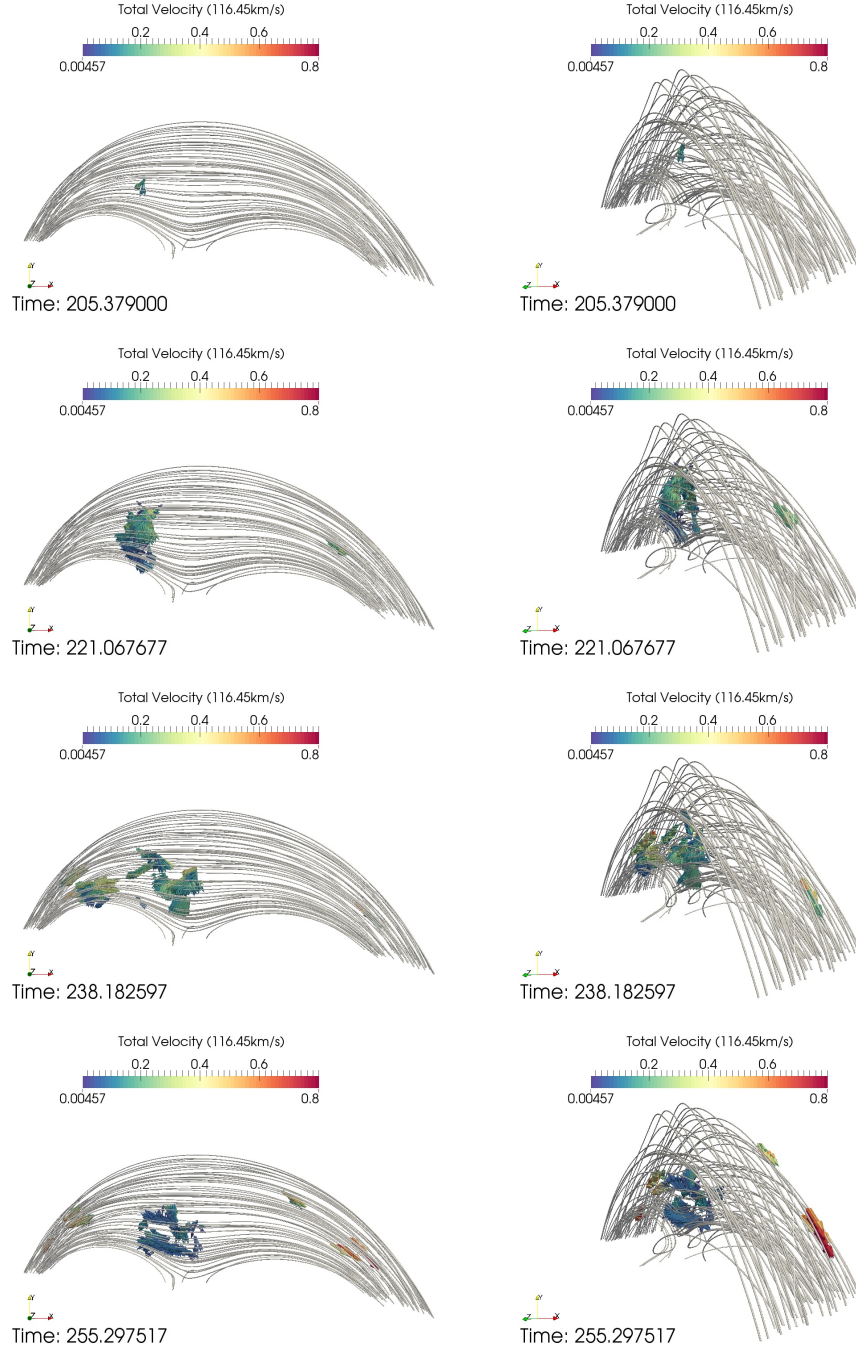 Total Velocity (116.45km/s) Total Velocity (116.45km/s)
0.2 0.4 0.6 0.2 0.4 0.6
0.00457 0.8 0.00457 0.8
Y Y
Z X Z X
Time: 205.379000 Time: 205.379000
Total Velocity (116.45km/s) Total Velocity (116.45km/s)
0.2 0.4 0.6 0.2 0.4 0.6
0.00457 0.8 0.00457 0.8
Y Y
Z X Z X
Time: 221.067677 Time: 221.067677
Total Velocity (116.45km/s) Total Velocity (116.45km/s)
0.2 0.4 0.6 0.2 0.4 0.6
0.00457 0.8 0.00457 0.8
Y Y
Z X Z X
Time: 238.182597 Time: 238.182597
Total Velocity (116.45km/s) Total Velocity (116.45km/s)
0.2 0.4 0.6 0.2 0.4 0.6
0.00457 0.8 0.00457 0.8
Y Y
Z X Z X
Time: 255.297517 Time: 255.297517